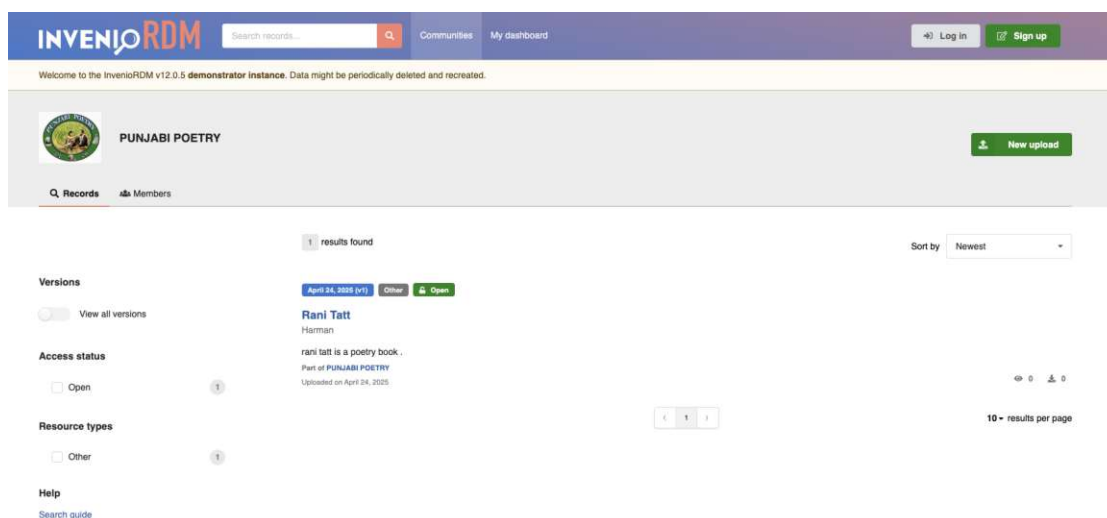 INVENIORDM
Search records...
Communities
My dashboard
Log in
Sign up
Welcome to the InvenioRDM v12.0.5 demonstrator instance. Data might be periodically deleted and recreated.
PUNJABI POETRY
PUNJABI POETRY
New upload
Records
Members
1 results found
Sort by Newest
Versions
View all versions
Access status
Open 1
Resource types
Other 1
Help
Search guide
April 24, 2025 (v1) Other Open
Rani Tatt
Harman
rani tatt is a poetry book .
Part of PUNJABI POETRY
Uploaded on April 24, 2025
0 0
1
10 results per page